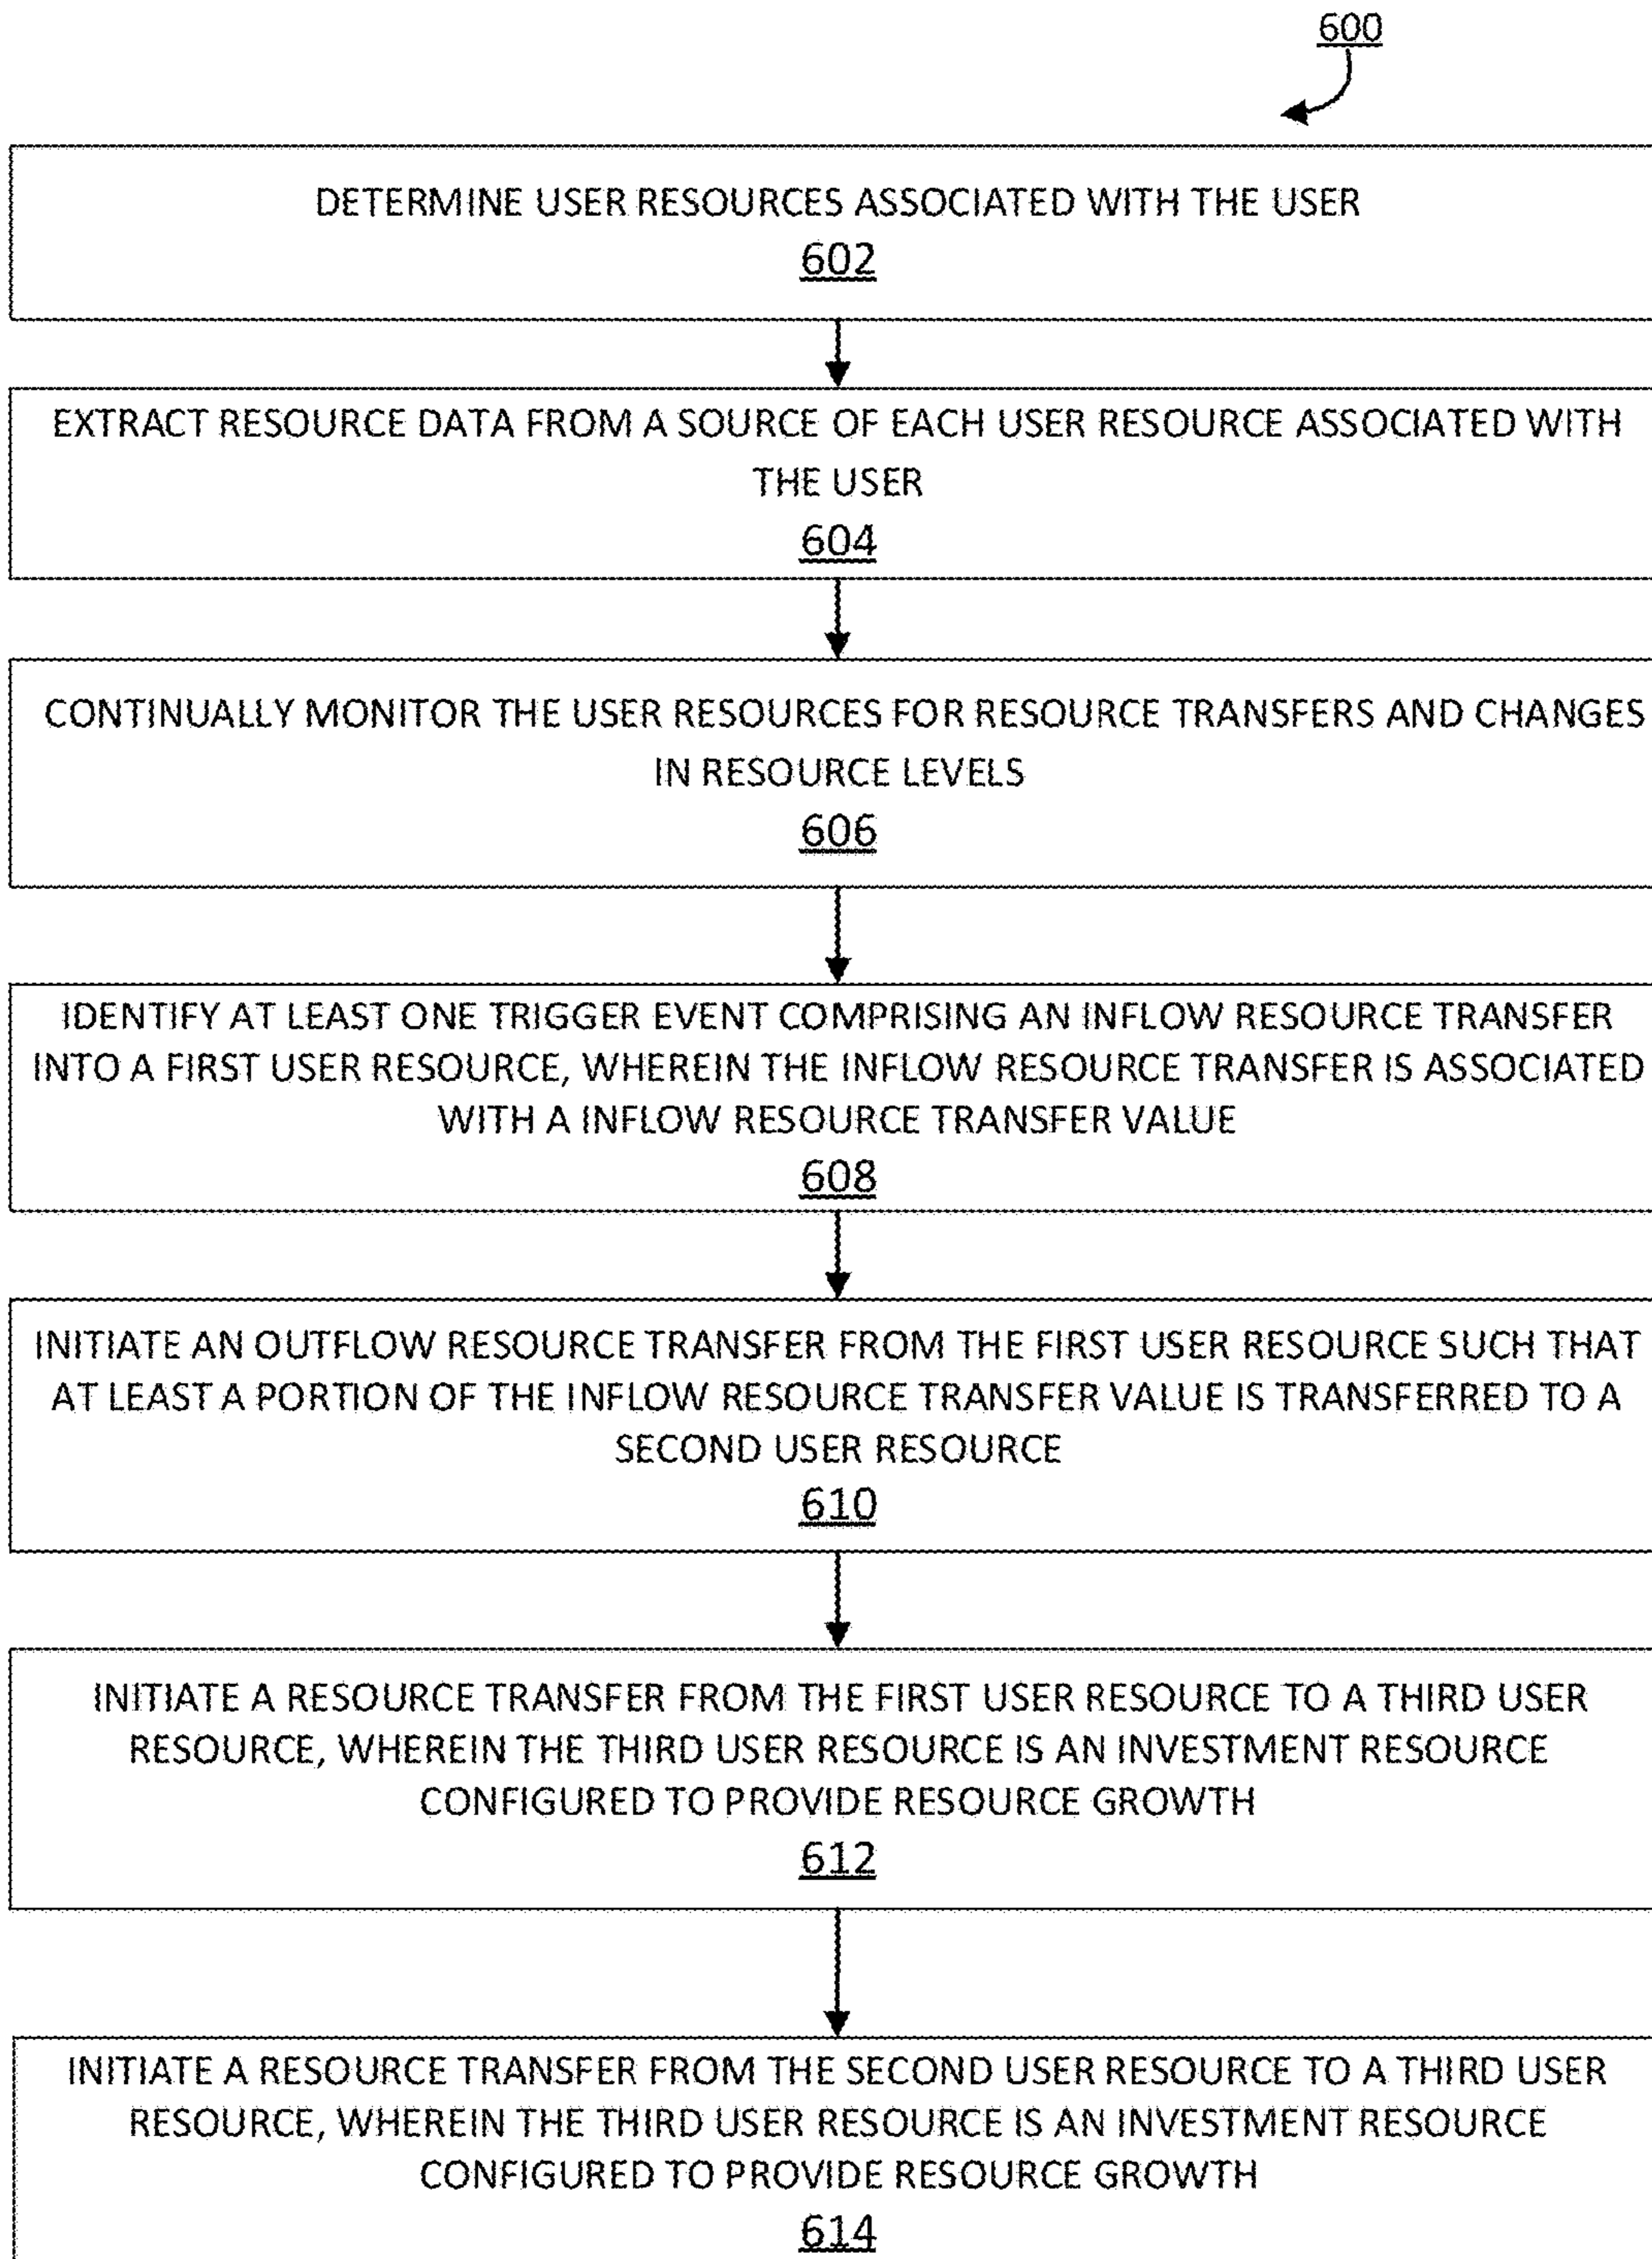 600
DETERMINE USER RESOURCES ASSOCIATED WITH THE USER
602
EXTRACT RESOURCE DATA FROM A SOURCE OF EACH USER RESOURCE ASSOCIATED WITH
THE USER
604
CONTINUALLY MONITOR THE USER RESOURCES FOR RESOURCE TRANSFERS AND CHANGES
IN RESOURCE LEVELS
606
IDENTIFY AT LEAST ONE TRIGGER EVENT COMPRISING AN INFLOW RESOURCE TRANSFER
INTO A FIRST USER RESOURCE, WHEREIN THE INFLOW RESOURCE TRANSFER IS ASSOCIATED
WITH A INFLOW RESOURCE TRANSFER VALUE
608
INITIATE AN OUTFLOW RESOURCE TRANSFER FROM THE FIRST USER RESOURCE SUCH THAT
AT LEAST A PORTION OF THE INFLOW RESOURCE TRANSFER VALUE IS TRANSFERRED TO A
SECOND USER RESOURCE
610
INITIATE A RESOURCE TRANSFER FROM THE FIRST USER RESOURCE TO A THIRD USER
RESOURCE, WHEREIN THE THIRD USER RESOURCE IS AN INVESTMENT RESOURCE
CONFIGURED TO PROVIDE RESOURCE GROWTH
612
INITIATE A RESOURCE TRANSFER FROM THE SECOND USER RESOURCE TO A THIRD USER
RESOURCE, WHEREIN THE THIRD USER RESOURCE IS AN INVESTMENT RESOURCE
CONFIGURED TO PROVIDE RESOURCE GROWTH
614